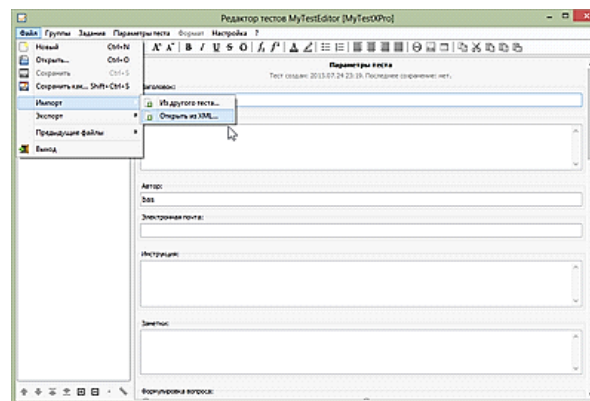 Редактор тестов MyTestEditor [MyTestXPro]
Файл Группы Задания Параметры теста Формат Настройка ?
Новый Ctrl+N
Открыть... Ctrl+O
Сохранить Ctrl+S
Сохранить как... Shift+Ctrl+S
Импорт
Из другого теста...
Открыть из XML...
Экспорт
Предыдущие файлы
Выход
Параметры теста
Тест создан: 2015.07.24 23:19. Последнее сохранение: нет.
Заголовок:
Автор:
bais
Электронная почта:
Инструкция:
Заметки:
Формулировка вопроса: